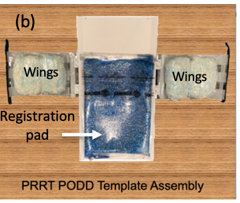 (b)
Wings Wings
Registration
pad
PRRT PODD Template Assembly